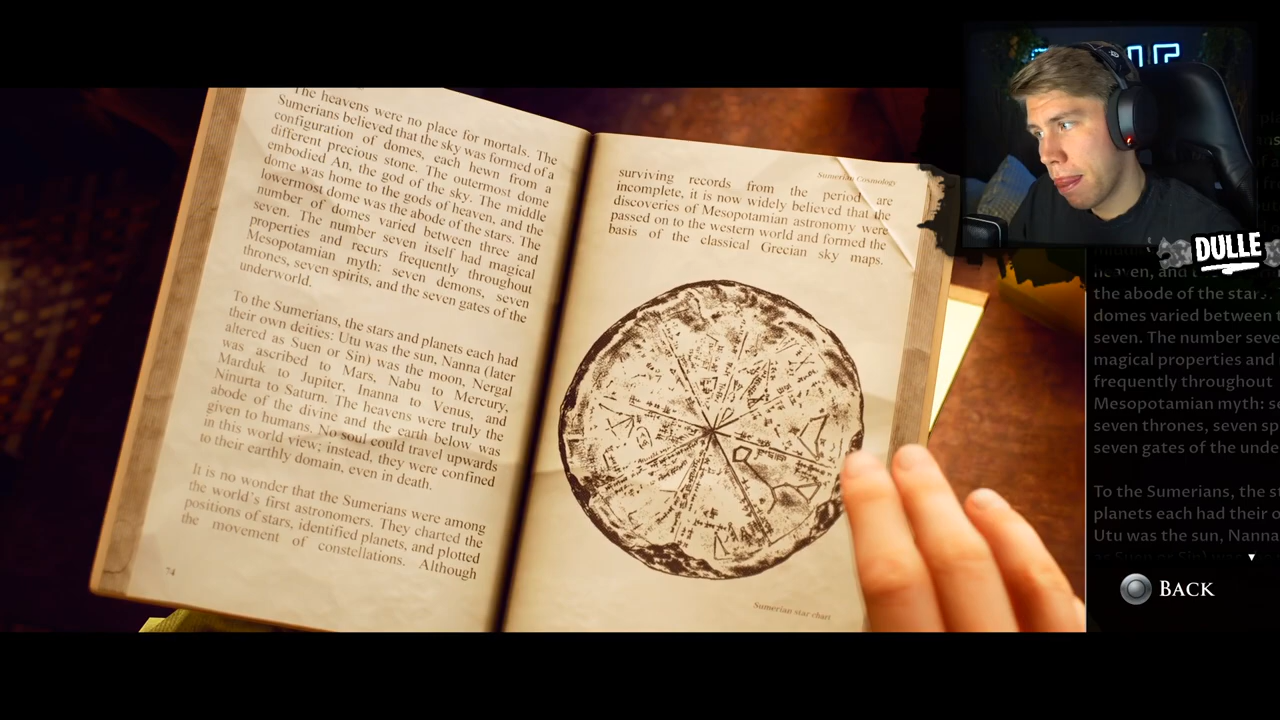 The heavens were no place for mortals. The
Sumerians believed that the sky was formed of a
configuration of domes, each hewn from a
different precious stone. The outermost dome
embodied An, the god of the sky. The middle
dome was home to the gods of heaven, and the
lowermost dome was the abode of the stars. The
number of domes varied between three and
seven. The number seven itself had magical
properties and recurs frequently throughout
Mesopotamian myth: seven demons, seven
thrones, seven spirits, and the seven gates of the
underworld.
To the Sumerians, the stars and planets each had
their own deities: Utu was the sun, Nanna (later
altered as Suen or Sin) was the moon, Nergal
was ascribed to Mars, Nabu to Mercury,
Marduk to Jupiter, Inanna to Venus, and
Ninurta to Saturn. The heavens were truly the
abode of the divine and the earth below was
given to humans. No soul could travel upwards
in this world view; instead, they were confined
to their earthly domain, even in death.
It is no wonder that the Sumerians were among
the world's first astronomers. They charted the
positions of stars, identified planets, and plotted
the movement of constellations. Although
74
Sumerian Cosmology
surviving records from the period are
incomplete, it is now widely believed that the
discoveries of Mesopotamian astronomy were
passed on to the western world and formed the
basis of the classical Grecian sky maps.
Sumerian star chart
DULLE
the abode of the stars.
domes varied between t
seven. The number seve
magical properties and
frequently throughout
Mesopotamian myth: se
seven thrones, seven sp
seven gates of the unde
To the Sumerians, the st
planets each had their o
Utu was the sun, Nanna
BACK